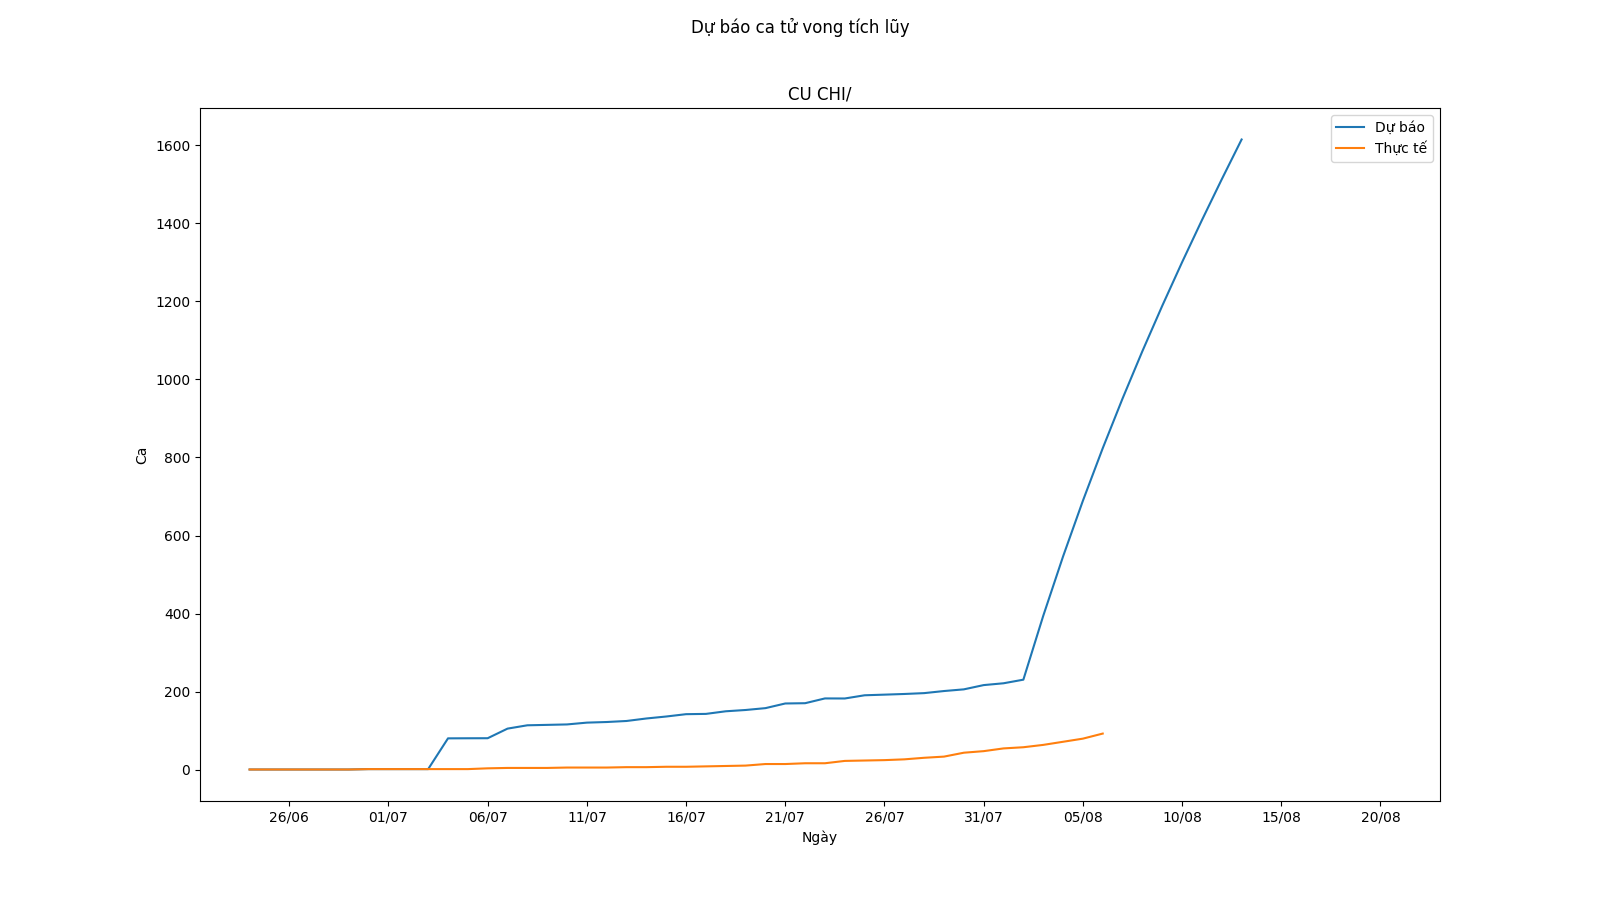 Dự báo ca tử vong tích lũy
CU CHI/
Dự báo
Thực tế
1600
1400
1200
1000
800
600
400
200
0
Ca
26/06 01/07 06/07 11/07 16/07 21/07 26/07 31/07 05/08 10/08 15/08 20/08
Ngày